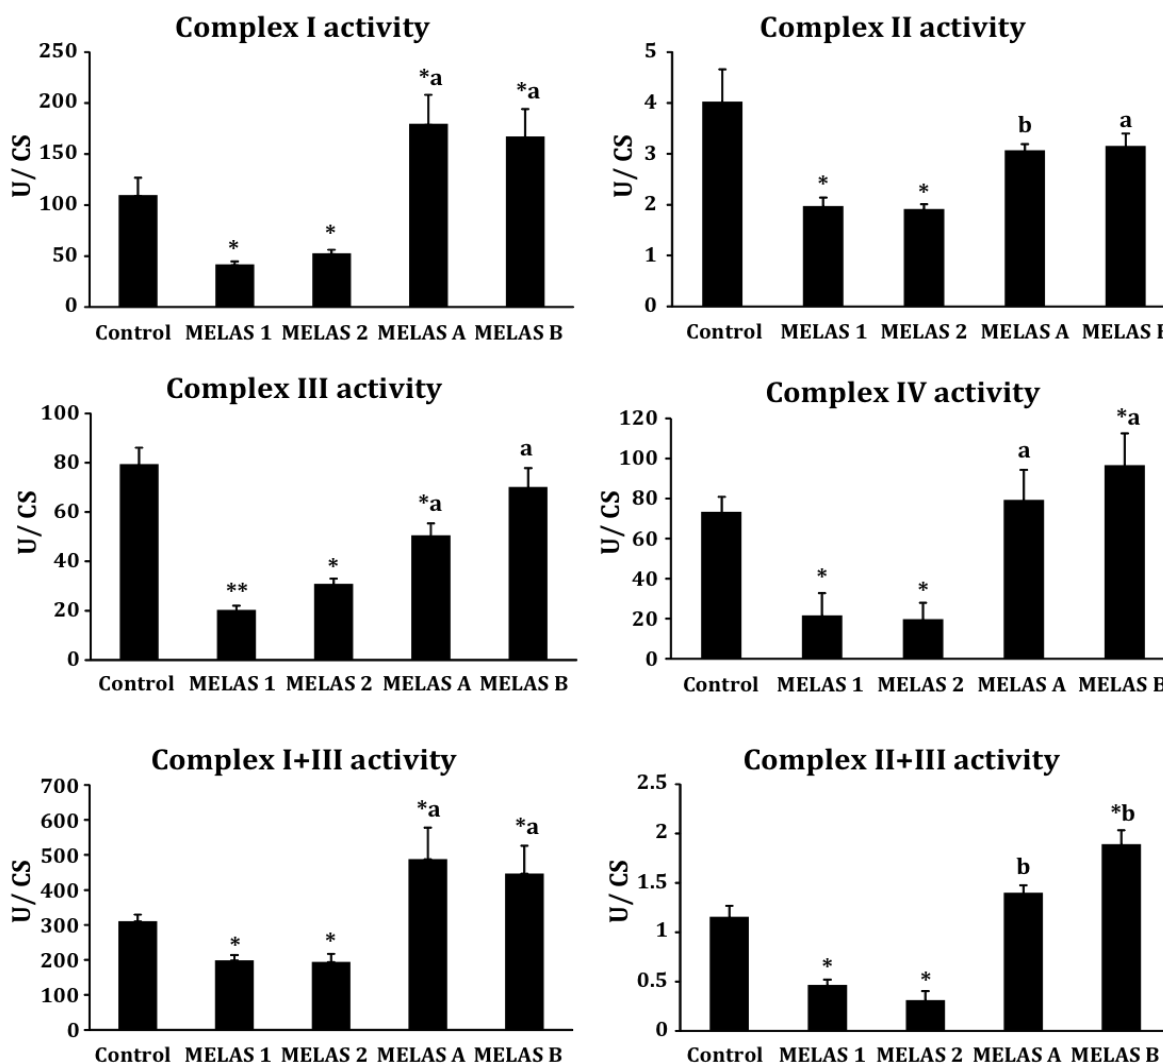 Complex I activity
250
200
150
100
50
0
U/ CS
*
*
*a
*a
Control MELAS 1 MELAS 2 MELAS A MELAS B
Complex II activity
5
4
3
2
1
0
U/ CS
*
*
b
a
Control MELAS 1 MELAS 2 MELAS A MELAS B
Complex III activity
100
80
60
40
20
0
U/ CS
**
*
*a
a
Control MELAS 1 MELAS 2 MELAS A MELAS B
Complex IV activity
120
100
80
60
40
20
0
U/ CS
*
*
a
*a
Control MELAS 1 MELAS 2 MELAS A MELAS B
Complex I+III activity
700
600
500
400
300
200
100
0
U/ CS
*
*
*a
*a
Control MELAS 1 MELAS 2 MELAS A MELAS B
Complex II+III activity
2.5
2
1.5
1
0.5
0
U/ CS
*
*
b
*b
Control MELAS 1 MELAS 2 MELAS A MELAS B